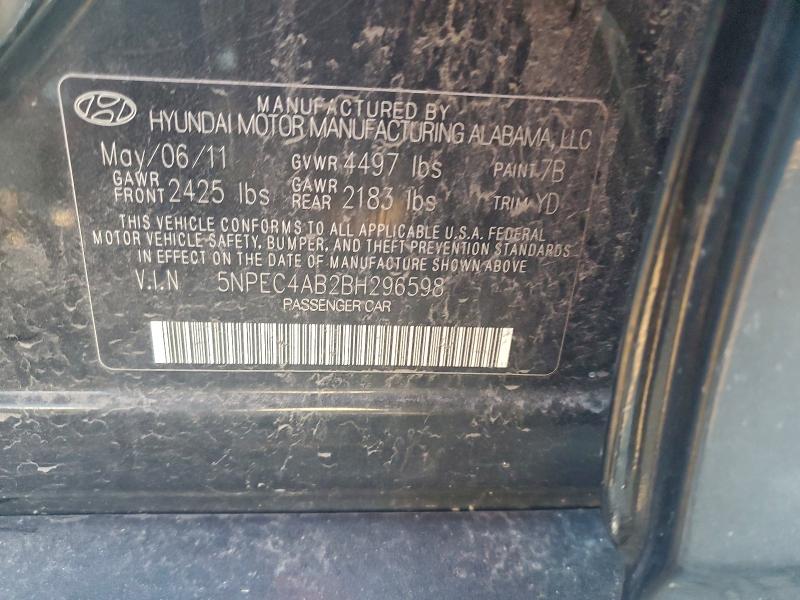 MANUFACTURED BY
HYUNDAI MOTOR MANUFACTURING ALABAMA, LLC
May/06/11 GVWR 4497 lbs PAINT 7B
GAWR FRONT 2425 lbs GAWR REAR 2183 lbs TRIM YD
THIS VEHICLE CONFORMS TO ALL APPLICABLE U.S.A. FEDERAL
MOTOR VEHICLE SAFETY, BUMPER, AND THEFT PREVENTION STANDARDS
IN EFFECT ON THE DATE OF MANUFACTURE SHOWN ABOVE
V.I.N 5NPEC4AB2BH296598
PASSENGER CAR